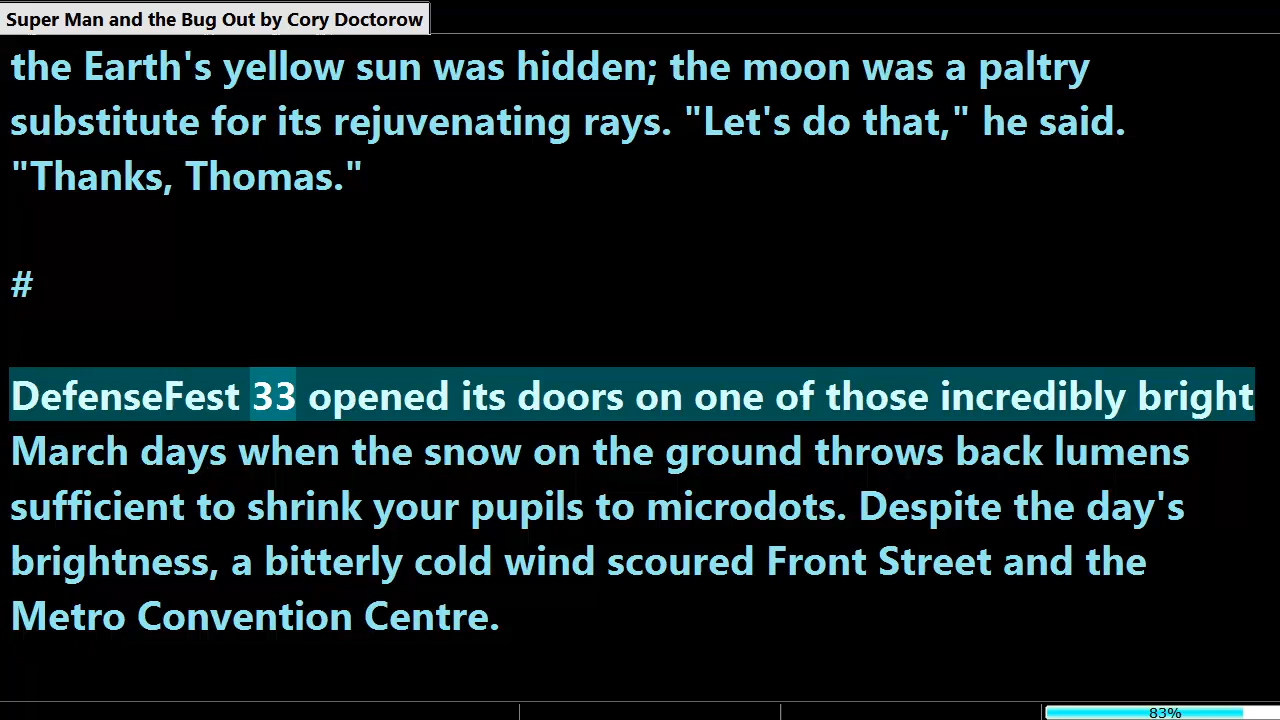 Super Man and the Bug Out by Cory Doctorow
the Earth's yellow sun was hidden; the moon was a paltry
substitute for its rejuvenating rays. "Let's do that," he said.
"Thanks, Thomas."
#
DefenseFest 33 opened its doors on one of those incredibly bright
March days when the snow on the ground throws back lumens
sufficient to shrink your pupils to microdots. Despite the day's
brightness, a bitterly cold wind scoured Front Street and the
Metro Convention Centre.
83%